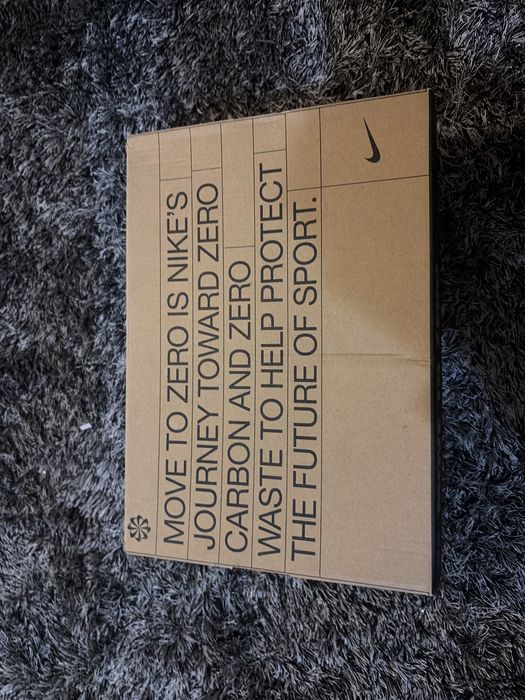 MOVE TO ZERO IS NIKE'S
JOURNEY TOWARD ZERO
CARBON AND ZERO
WASTE TO HELP PROTECT
THE FUTURE OF SPORT.